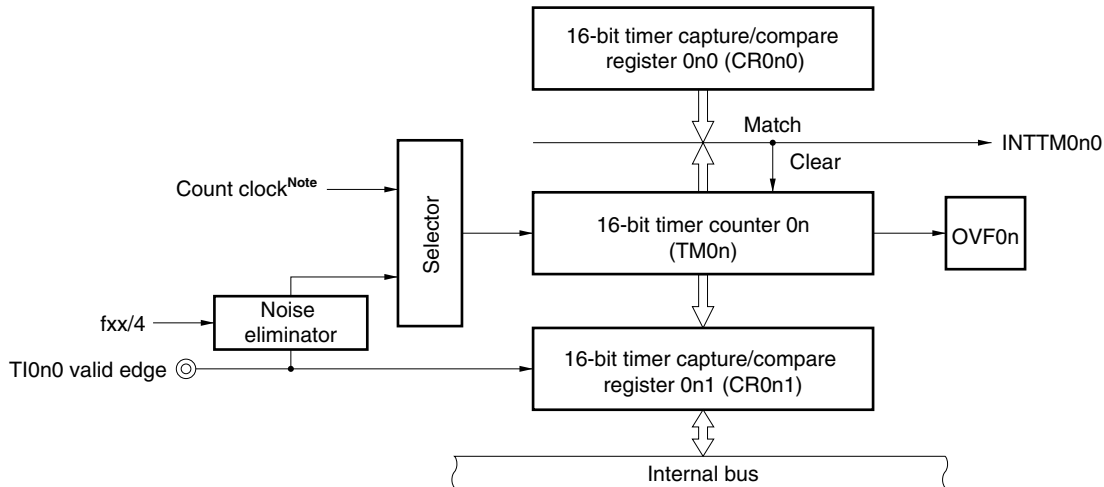 16-bit timer capture/compare
register 0n0 (CR0n0)
Match
INTTM0n0
Clear
Count clockNote
Selector
16-bit timer counter 0n
(TM0n)
OVF0n
fxx/4
Noise
eliminator
TI0n0 valid edge
16-bit timer capture/compare
register 0n1 (CR0n1)
Internal bus